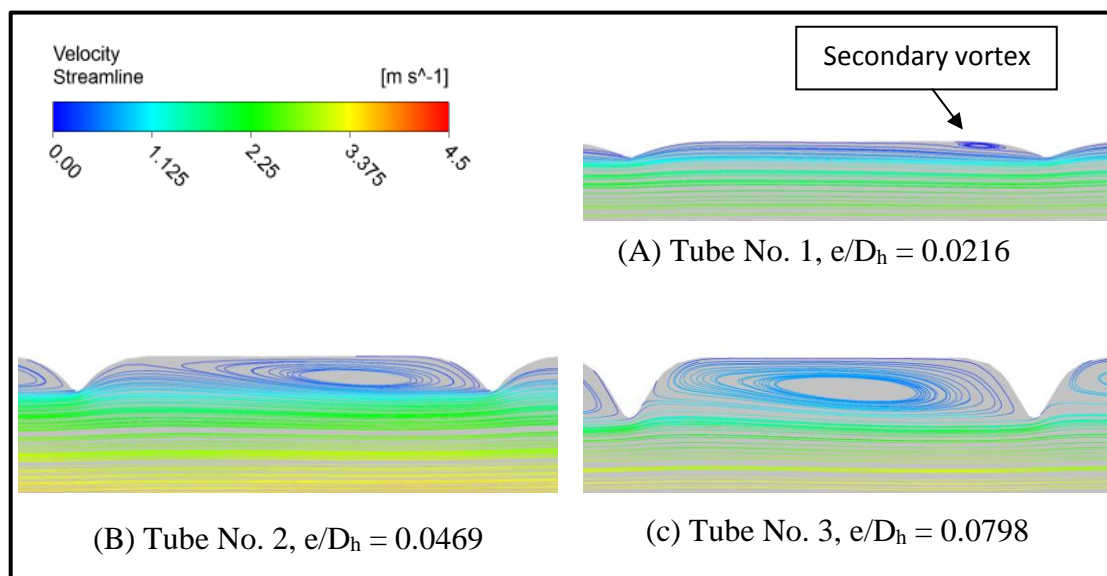 Velocity
Streamline [m s^-1]
0.00 1.125 2.25 3.375 4.5
Secondary vortex
(A) Tube No. 1, e/Dₕ = 0.0216
(B) Tube No. 2, e/Dₕ = 0.0469
(c) Tube No. 3, e/Dₕ = 0.0798